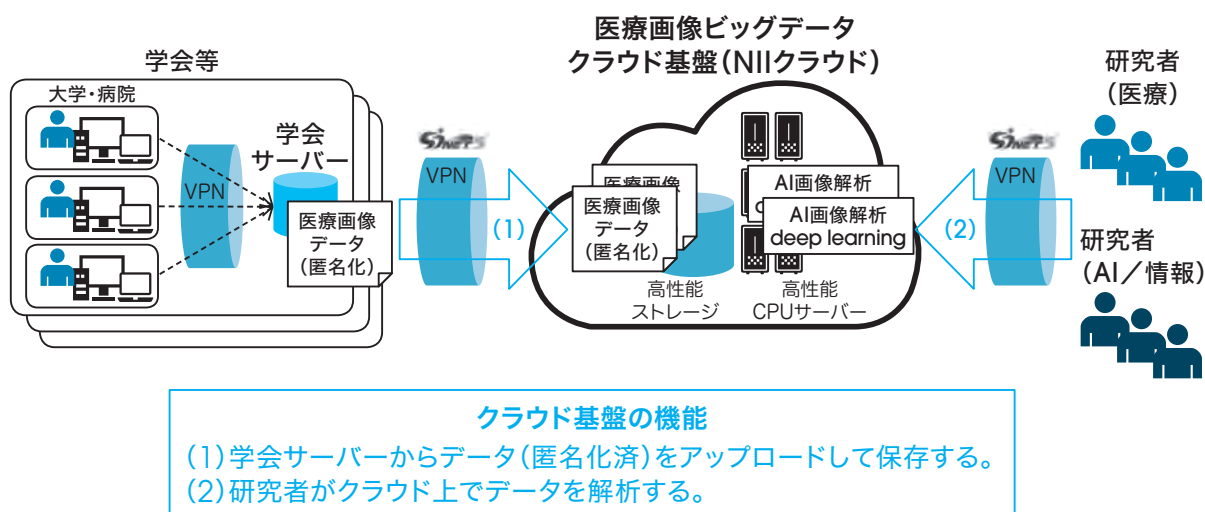 医療画像ビッグデータ
クラウド基盤（NIIクラウド）
学会等
大学・病院
VPN
学会
サーバー
医療画像
データ
（匿名化）
SINET5
VPN
（1）
医療画像
医療画像
データ
（匿名化）
高性能
ストレージ
AI画像解析
AI画像解析
deep learning
高性能
CPUサーバー
（2）
SINET5
VPN
研究者
（医療）
研究者
（AI／情報）
クラウド基盤の機能
（1）学会サーバーからデータ（匿名化済）をアップロードして保存する。
（2）研究者がクラウド上でデータを解析する。